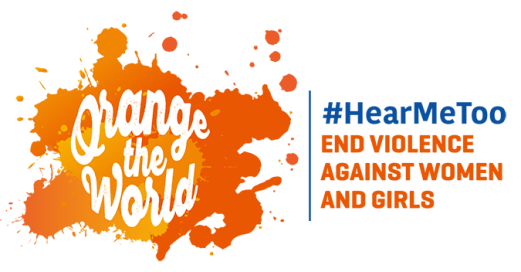 Orange
the
World
#HearMeToo
END VIOLENCE
AGAINST WOMEN
AND GIRLS